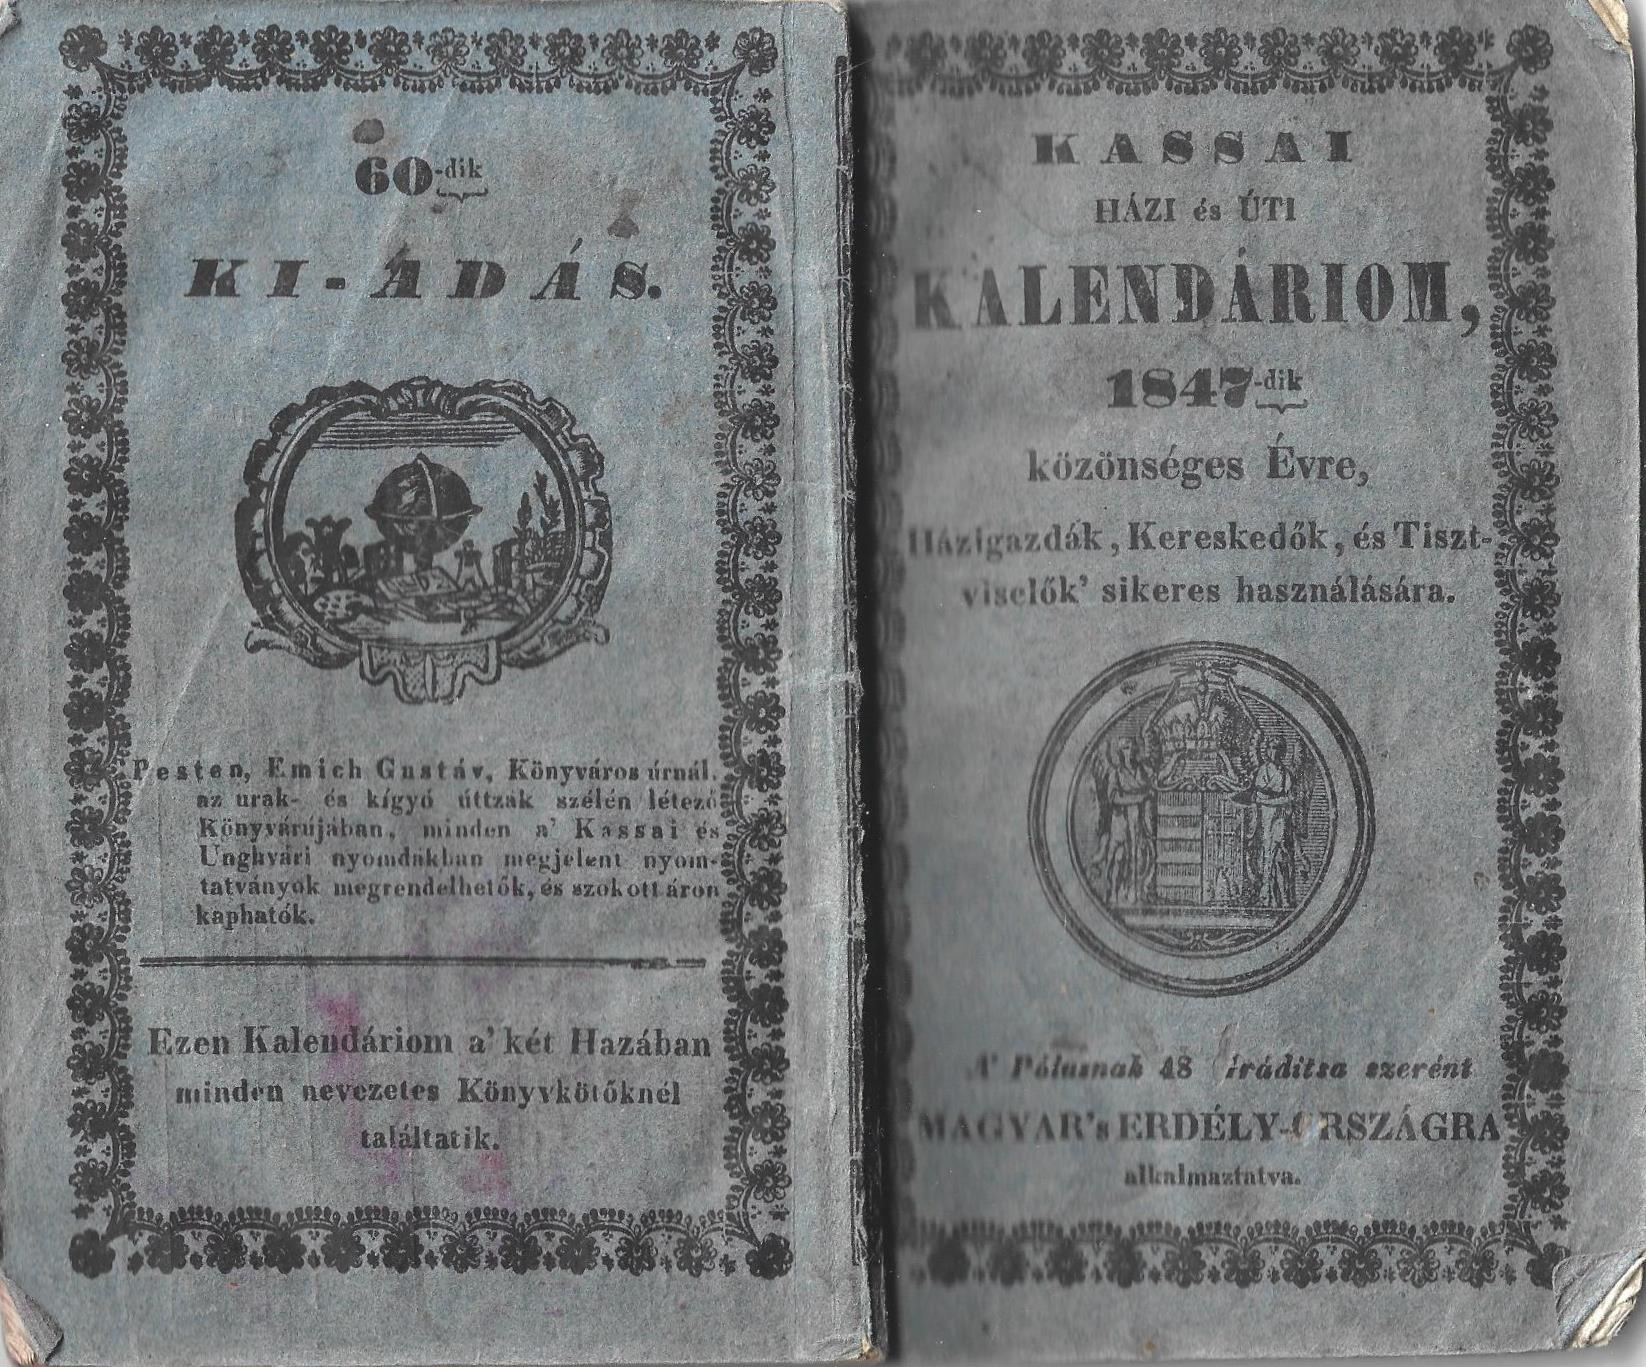 60-dik
KI-ÁDÁS.
Pesten, Emich Gustáv, Könyváros úrnál,
az urak- és kígyó úttzák szélén létező
Könyvárújában, minden a' Kassai és
Unghvári nyomdákban megjelent nyom-
tatványok megrendelhetők, és szokott áron
kaphatók.
Ezen Kalendáriom a' két Hazában
minden nevezetes Könyvkötőknél
találtatik.
KASSAI
HÁZI és ÚTI
KALENDÁRIOM,
1847-dik
közönséges Évre,
Házigazdák, Kereskedők, és Tiszt-
viselők' sikeres használására.
A' Pólusnak 48 szerént
MAGYAR's ERDÉLY-ORSZÁGRA
alkalmaztatva.